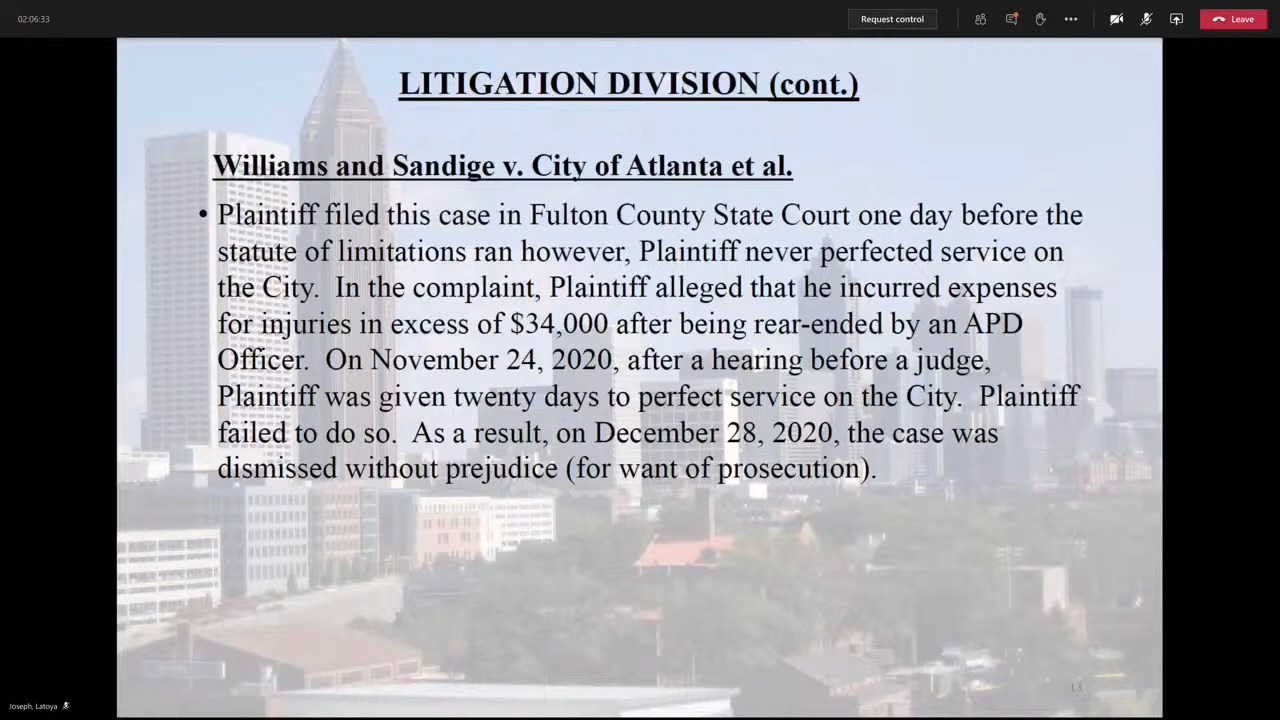 02:06:33
Request control
Leave
LITIGATION DIVISION (cont.)
Williams and Sandige v. City of Atlanta et al.
• Plaintiff filed this case in Fulton County State Court one day before the
statute of limitations ran however, Plaintiff never perfected service on
the City.  In the complaint, Plaintiff alleged that he incurred expenses
for injuries in excess of $34,000 after being rear-ended by an APD
Officer.  On November 24, 2020, after a hearing before a judge,
Plaintiff was given twenty days to perfect service on the City.  Plaintiff
failed to do so.  As a result, on December 28, 2020, the case was
dismissed without prejudice (for want of prosecution).
Joseph, Latoya